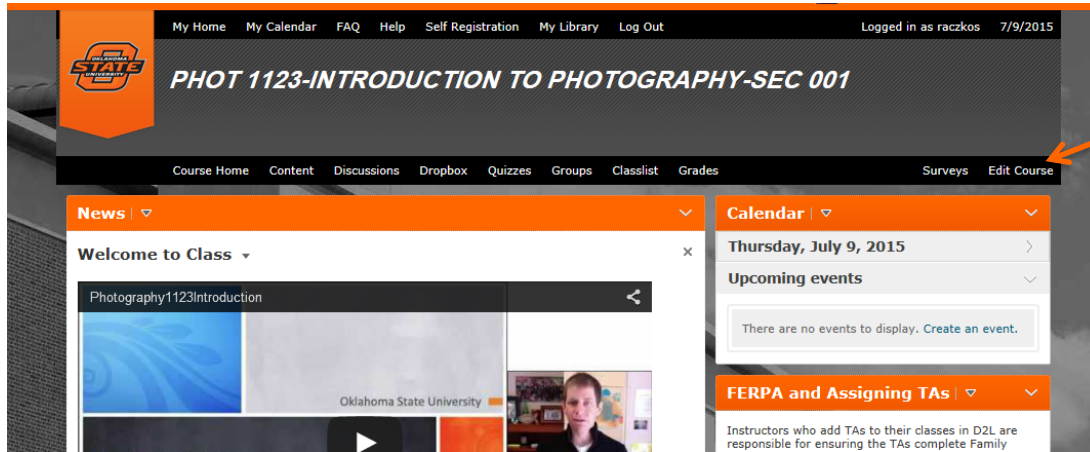 My Home My Calendar FAQ Help Self Registration My Library Log Out Logged in as raczkos 7/9/2015
OKLAHOMA
STATE
UNIVERSITY
PHOT 1123-INTRODUCTION TO PHOTOGRAPHY-SEC 001
Course Home Content Discussions Dropbox Quizzes Groups Classlist Grades Surveys Edit Course
News
Welcome to Class
Photography1123Introduction
Oklahoma State University
Calendar
Thursday, July 9, 2015
Upcoming events
There are no events to display. Create an event.
FERPA and Assigning TAs
Instructors who add TAs to their classes in D2L are
responsible for ensuring the TAs complete Family